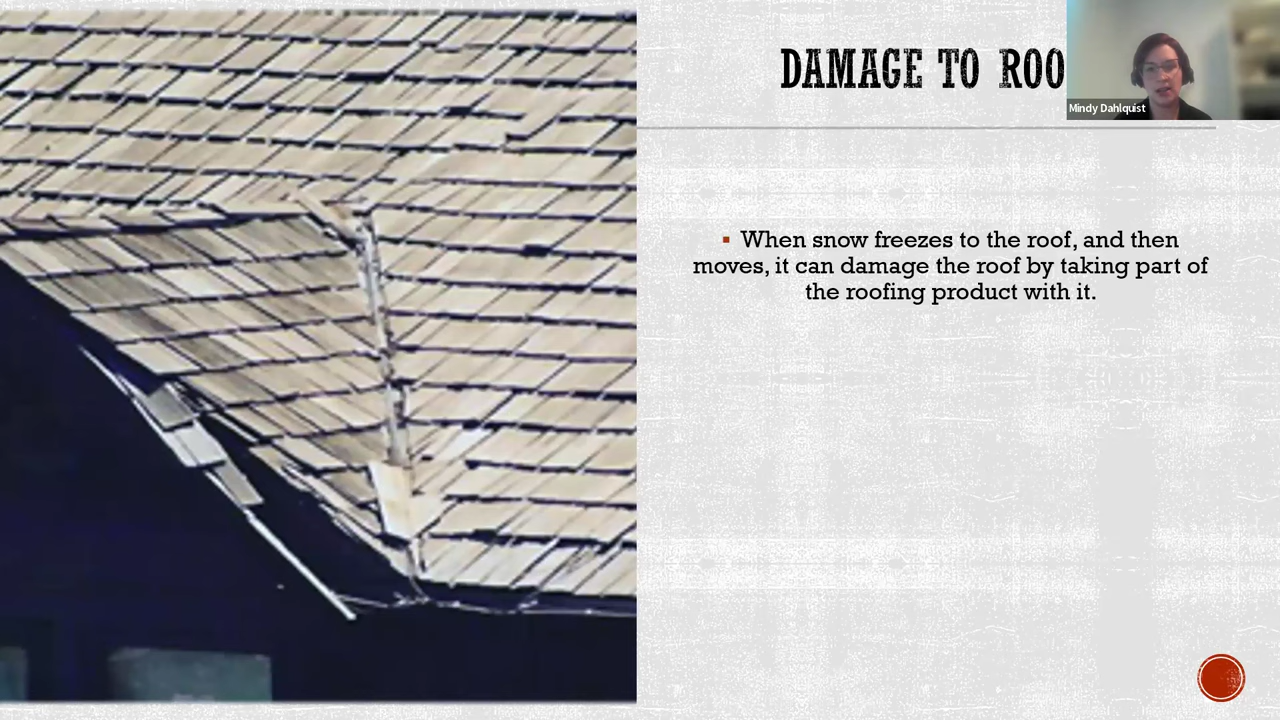 DAMAGE TO ROO
Mindy Dahlquist
▪ When snow freezes to the roof, and then
moves, it can damage the roof by taking part of
the roofing product with it.